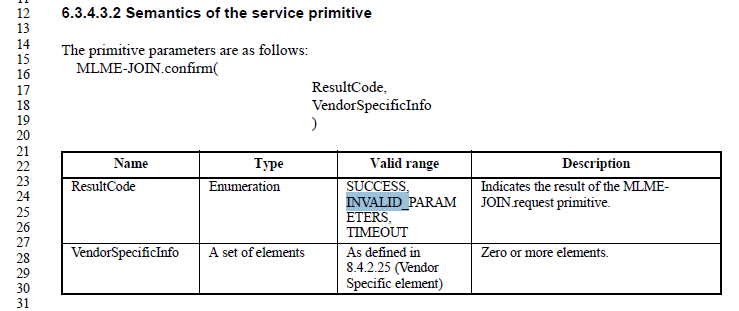 11
12 6.3.4.3.2 Semantics of the service primitive
13
14 The primitive parameters are as follows:
15
16 MLME-JOIN.confirm(
17 ResultCode,
18 VendorSpecificInfo
19 )
20
21
22 Name Type Valid range Description
23 ResultCode Enumeration SUCCESS, Indicates the result of the MLME-
24 INVALID_PARAM JOIN.request primitive.
25 ETERS,
26 TIMEOUT
27 VendorSpecificInfo A set of elements As defined in Zero or more elements.
28 8.4.2.25 (Vendor
29 Specific element)
30
31